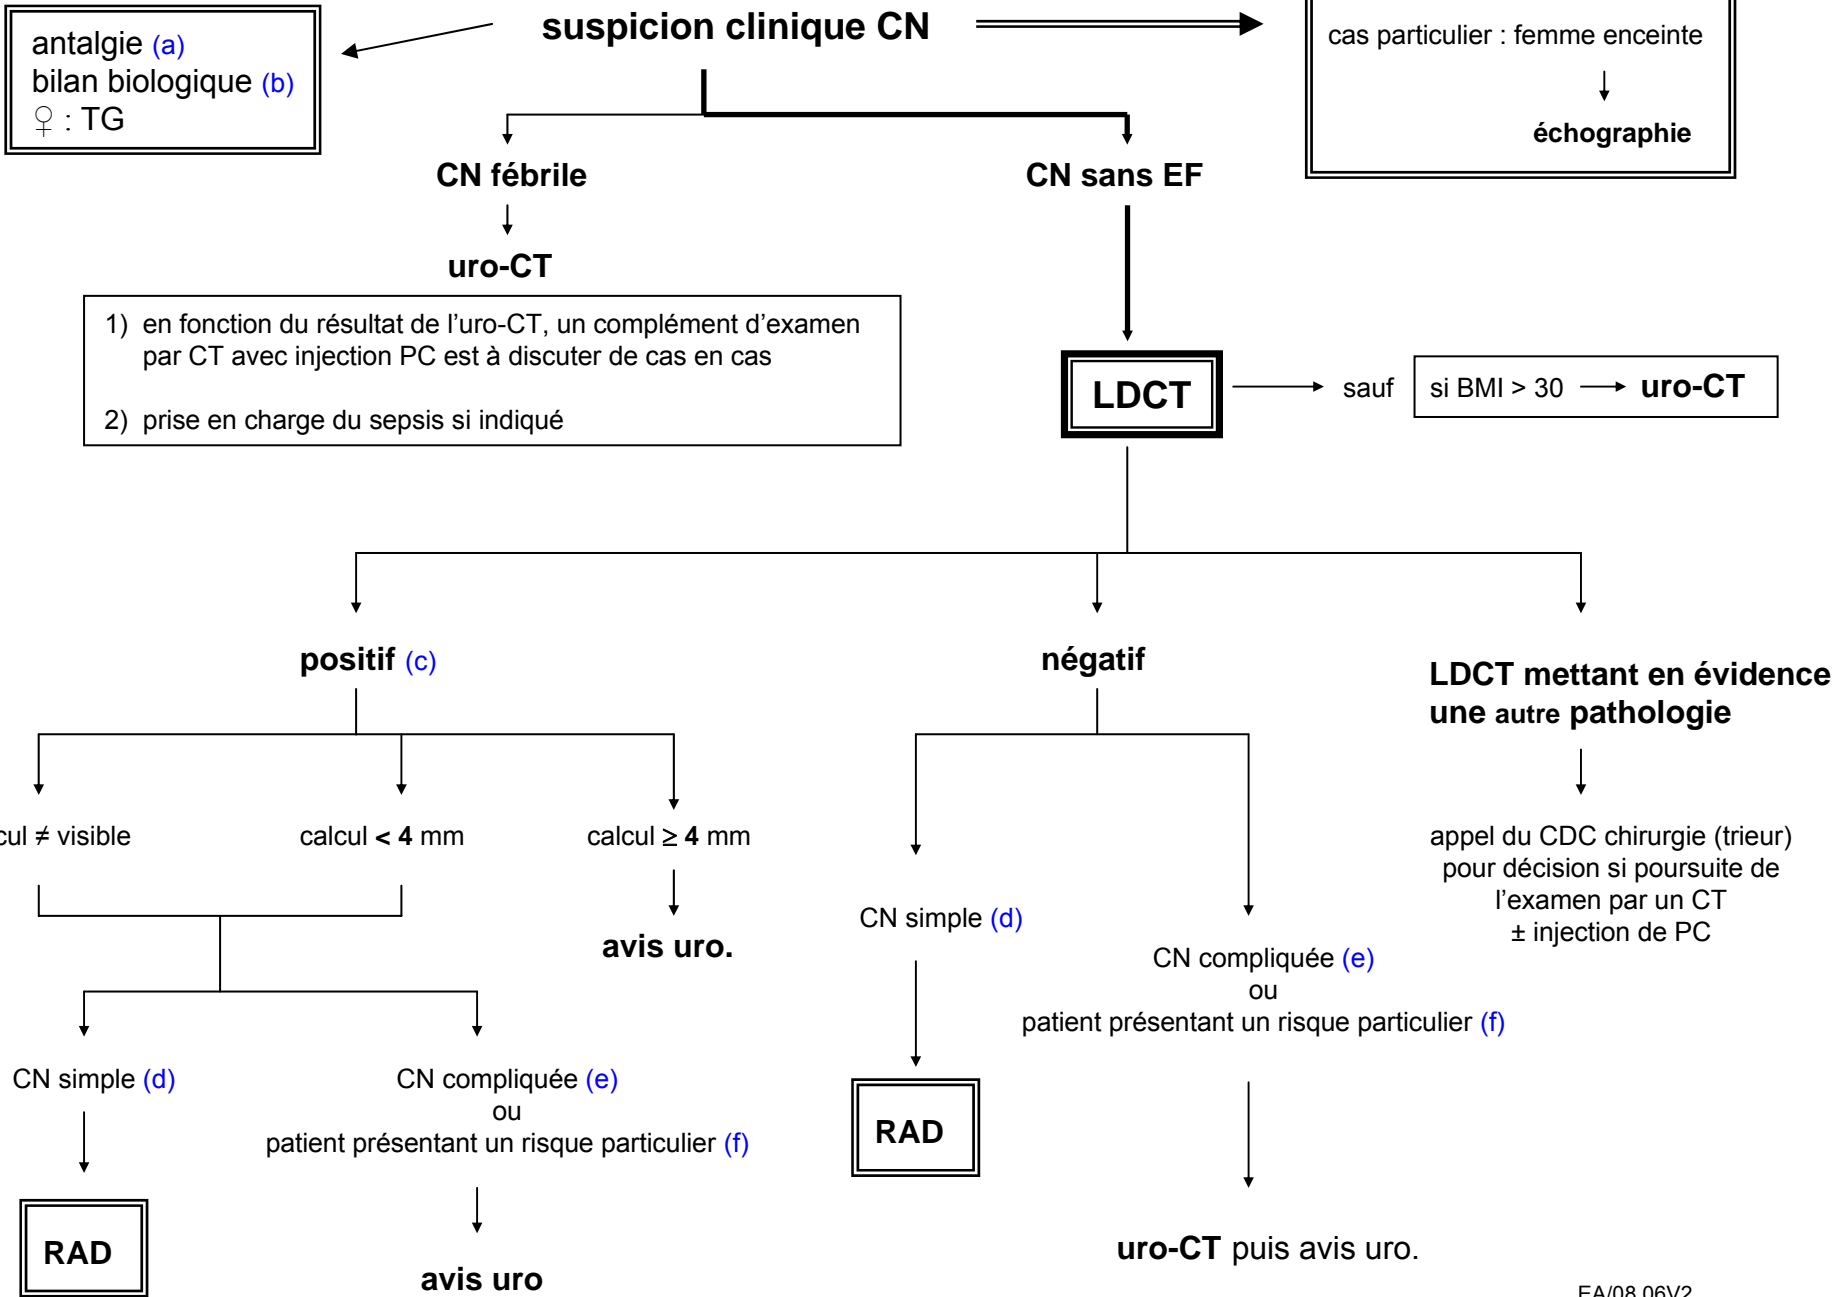 suspicion clinique CN
antalgie (a)
bilan biologique (b)
♀ : TG
cas particulier : femme enceinte
échographie
CN fébrile
CN sans EF
uro-CT
1) en fonction du résultat de l'uro-CT, un complément d'examen
par CT avec injection PC est à discuter de cas en cas
2) prise en charge du sepsis si indiqué
LDCT
sauf
si BMI > 30
uro-CT
positif (c)
négatif
LDCT mettant en évidence
une autre pathologie
≠ visible
calcul < 4 mm
calcul ≥ 4 mm
appel du CDC chirurgie (trieur)
pour décision si poursuite de
l'examen par un CT
± injection de PC
avis uro.
CN simple (d)
CN compliquée (e)
ou
patient présentant un risque particulier (f)
CN simple (d)
CN compliquée (e)
ou
patient présentant un risque particulier (f)
RAD
RAD
avis uro
uro-CT puis avis uro.
EA/08.06V2